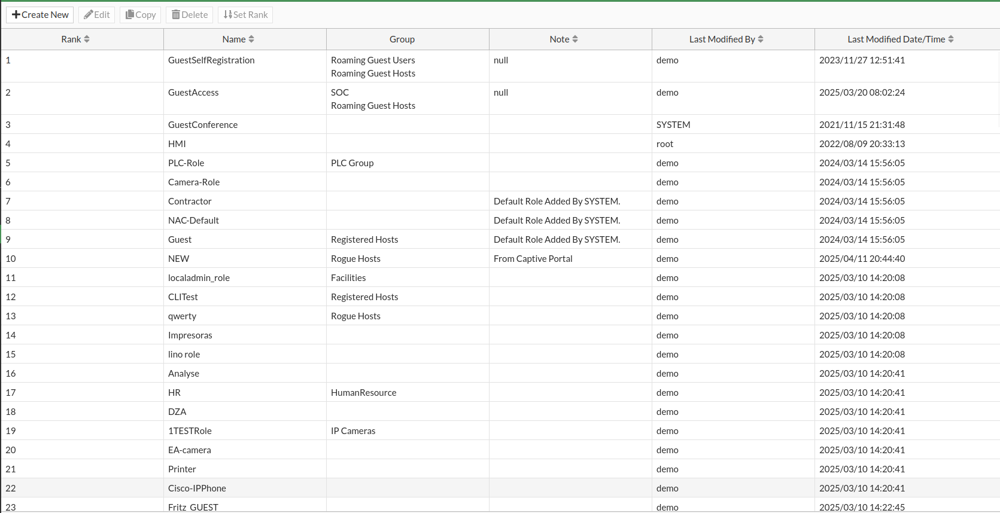 Create New Edit Copy Delete Set Rank
Rank Name Group Note Last Modified By Last Modified Date/Time
1 GuestSelfRegistration Roaming Guest Users null demo 2023/11/27 12:51:41
Roaming Guest Hosts
2 GuestAccess SOC null demo 2025/03/20 08:02:24
Roaming Guest Hosts
3 GuestConference SYSTEM 2021/11/15 21:31:48
4 HMI root 2022/08/09 20:33:13
5 PLC-Role PLC Group demo 2024/03/14 15:56:05
6 Camera-Role demo 2024/03/14 15:56:05
7 Contractor Default Role Added By SYSTEM. demo 2024/03/14 15:56:05
8 NAC-Default Default Role Added By SYSTEM. demo 2024/03/14 15:56:05
9 Guest Registered Hosts Default Role Added By SYSTEM. demo 2024/03/14 15:56:05
10 NEW Rogue Hosts From Captive Portal demo 2025/04/11 20:44:40
11 localadmin_role Facilities demo 2025/03/10 14:20:08
12 CLITest Registered Hosts demo 2025/03/10 14:20:08
13 qwerty Rogue Hosts demo 2025/03/10 14:20:08
14 Impresoras demo 2025/03/10 14:20:08
15 lino role demo 2025/03/10 14:20:08
16 Analyse demo 2025/03/10 14:20:41
17 HR HumanResource demo 2025/03/10 14:20:41
18 DZA demo 2025/03/10 14:20:41
19 1TESTRole IP Cameras demo 2025/03/10 14:20:41
20 EA-camera demo 2025/03/10 14:20:41
21 Printer demo 2025/03/10 14:20:41
22 Cisco-IPPhone demo 2025/03/10 14:20:41
23 Fritz_GUEST demo 2025/03/10 14:22:45